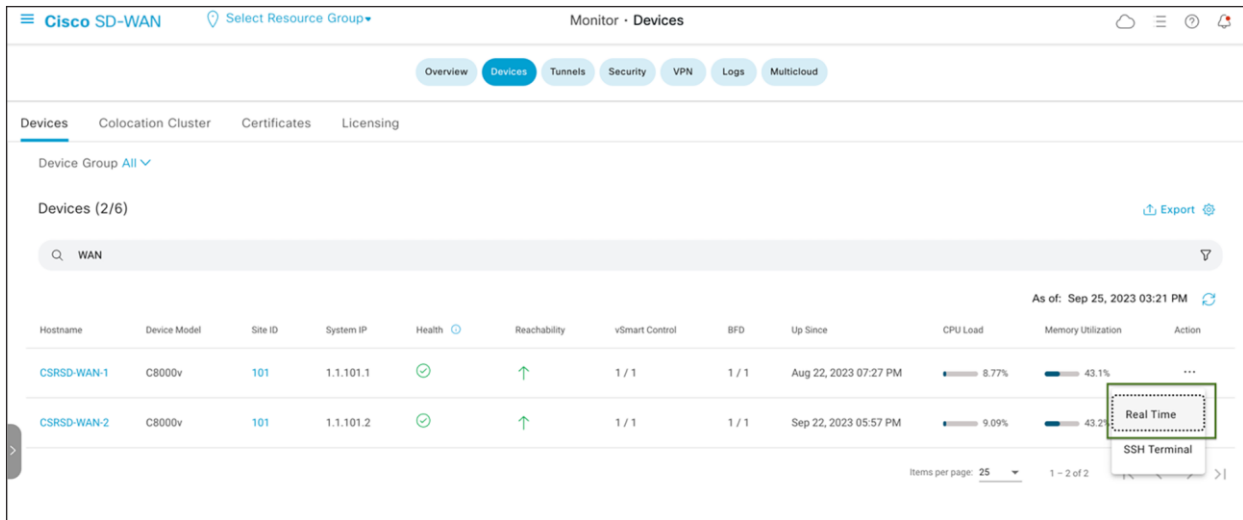 Cisco SD-WAN Select Resource Group Monitor · Devices
Overview Devices Tunnels Security VPN Logs Multicloud
Devices Colocation Cluster Certificates Licensing
Device Group All
Devices (2/6) Export
WAN
As of: Sep 25, 2023 03:21 PM
Hostname Device Model Site ID System IP Health Reachability vSmart Control BFD Up Since CPU Load Memory Utilization Action
CSRSD-WAN-1 C8000v 101 1.1.101.1 1 / 1 1 / 1 Aug 22, 2023 07:27 PM 8.77% 43.1% ...
Real Time
CSRSD-WAN-2 C8000v 101 1.1.101.2 1 / 1 1 / 1 Sep 22, 2023 05:57 PM 9.09% 43.2%
SSH Terminal
Items per page: 25 1 – 2 of 2